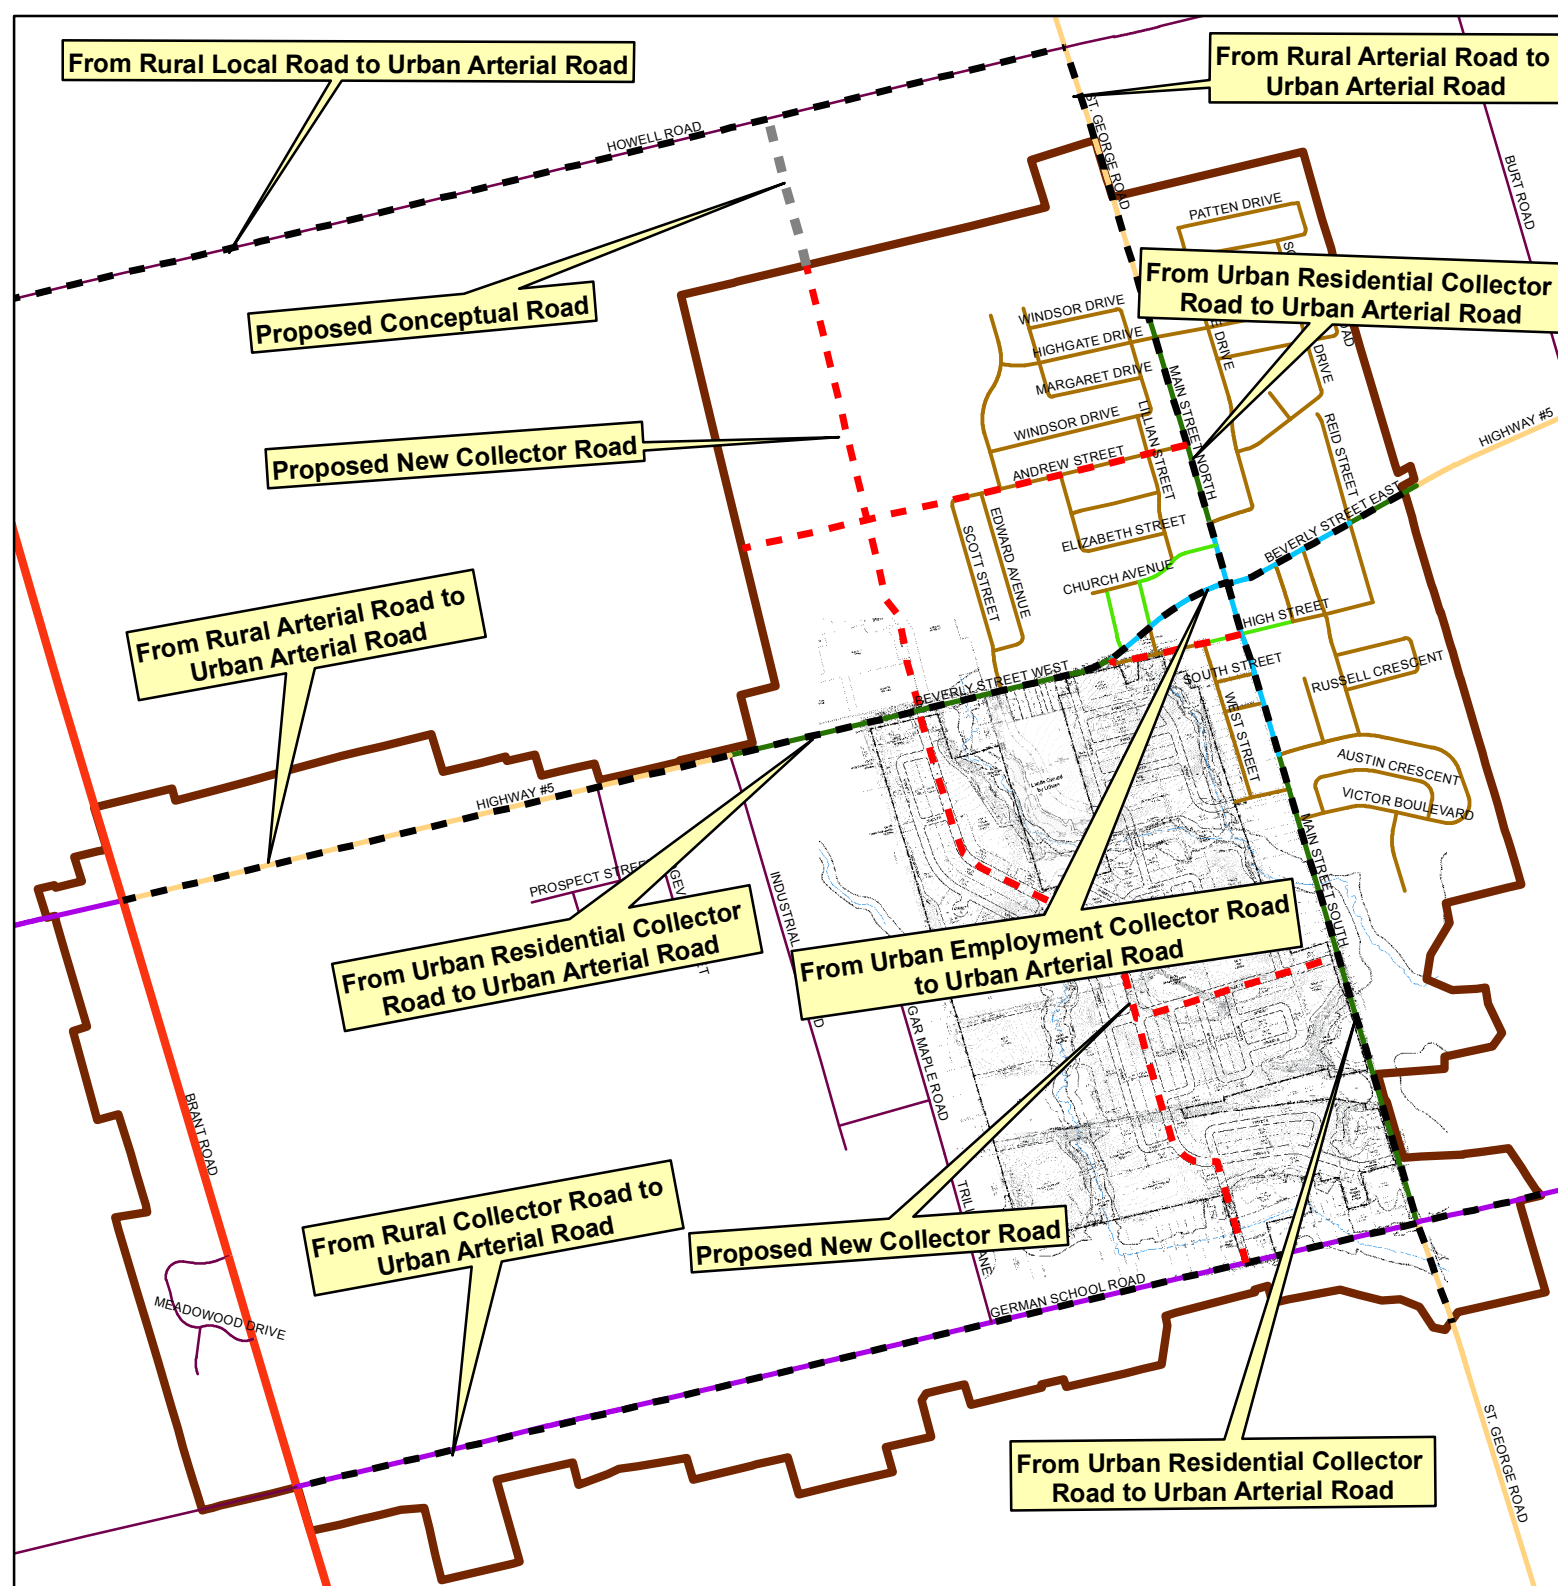 From Rural Local Road to Urban Arterial Road
From Rural Arterial Road to
Urban Arterial Road
HOWELL ROAD
ST. GEORGE ROAD
BURT ROAD
PATTEN DRIVE
From Urban Residential Collector
Road to Urban Arterial Road
Proposed Conceptual Road
WINDSOR DRIVE
HIGHGATE DRIVE
MARGARET DRIVE
DRIVE
MAIN STREET NORTH
LILLIAN STREET
WINDSOR DRIVE
REID STREET
HIGHWAY #5
Proposed New Collector Road
ANDREW STREET
EDWARD AVENUE
SCOTT STREET
ELIZABETH STREET
BEVERLY STREET EAST
CHURCH AVENUE
HIGH STREET
From Rural Arterial Road to
Urban Arterial Road
BEVERLY STREET WEST
SOUTH STREET
RUSSELL CRESCENT
WEST STREET
AUSTIN CRESCENT
VICTOR BOULEVARD
HIGHWAY #5
MAIN STREET SOUTH
PROSPECT STREE
INDUSTRIAL
From Urban Residential Collector
Road to Urban Arterial Road
From Urban Employment Collector Road
to Urban Arterial Road
GAR MAPLE ROAD
BRANT ROAD
From Rural Collector Road to
Urban Arterial Road
Proposed New Collector Road
TRILL
ANE
GERMAN SCHOOL ROAD
MEADOWOOD DRIVE
From Urban Residential Collector
Road to Urban Arterial Road
ST. GEORGE ROAD